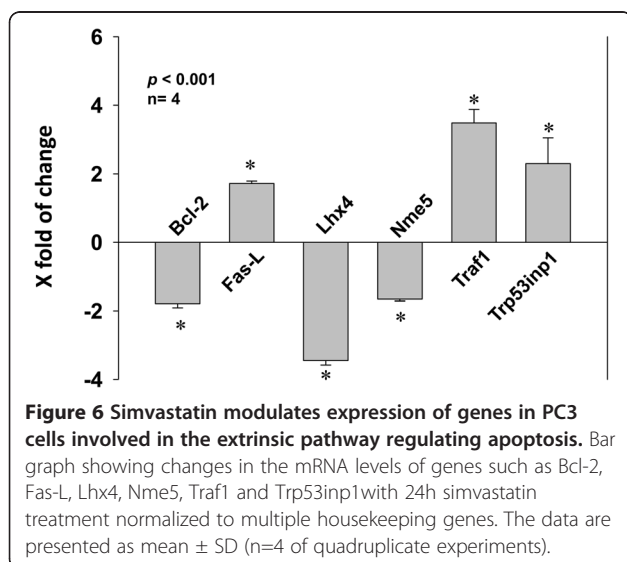 6
4
2
0
-2
-4
X fold of change
p < 0.001
n= 4
Bcl-2
Fas-L
Lhx4
Nme5
Traf1
Trp53inp1
*
*
*
*
*
*
Figure 6 Simvastatin modulates expression of genes in PC3
cells involved in the extrinsic pathway regulating apoptosis. Bar
graph showing changes in the mRNA levels of genes such as Bcl-2,
Fas-L, Lhx4, Nme5, Traf1 and Trp53inp1with 24h simvastatin
treatment normalized to multiple housekeeping genes. The data are
presented as mean ± SD (n=4 of quadruplicate experiments).